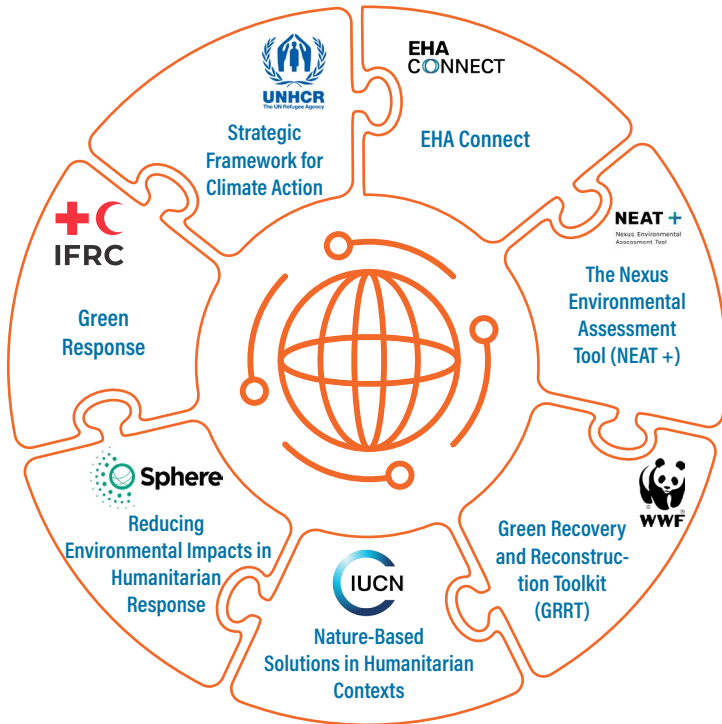 UNHCR
The UN Refugee Agency
Strategic
Framework for
Climate Action
EHA
CONNECT
EHA Connect
NEAT +
Nexus Environmental
Assessment Tool
The Nexus
Environmental
Assessment
Tool (NEAT +)
WWF
Green Recovery
and Reconstruc-
tion Toolkit
(GRRT)
IUCN
Nature-Based
Solutions in Humanitarian
Contexts
Sphere
Reducing
Environmental Impacts in
Humanitarian
Response
IFRC
Green
Response